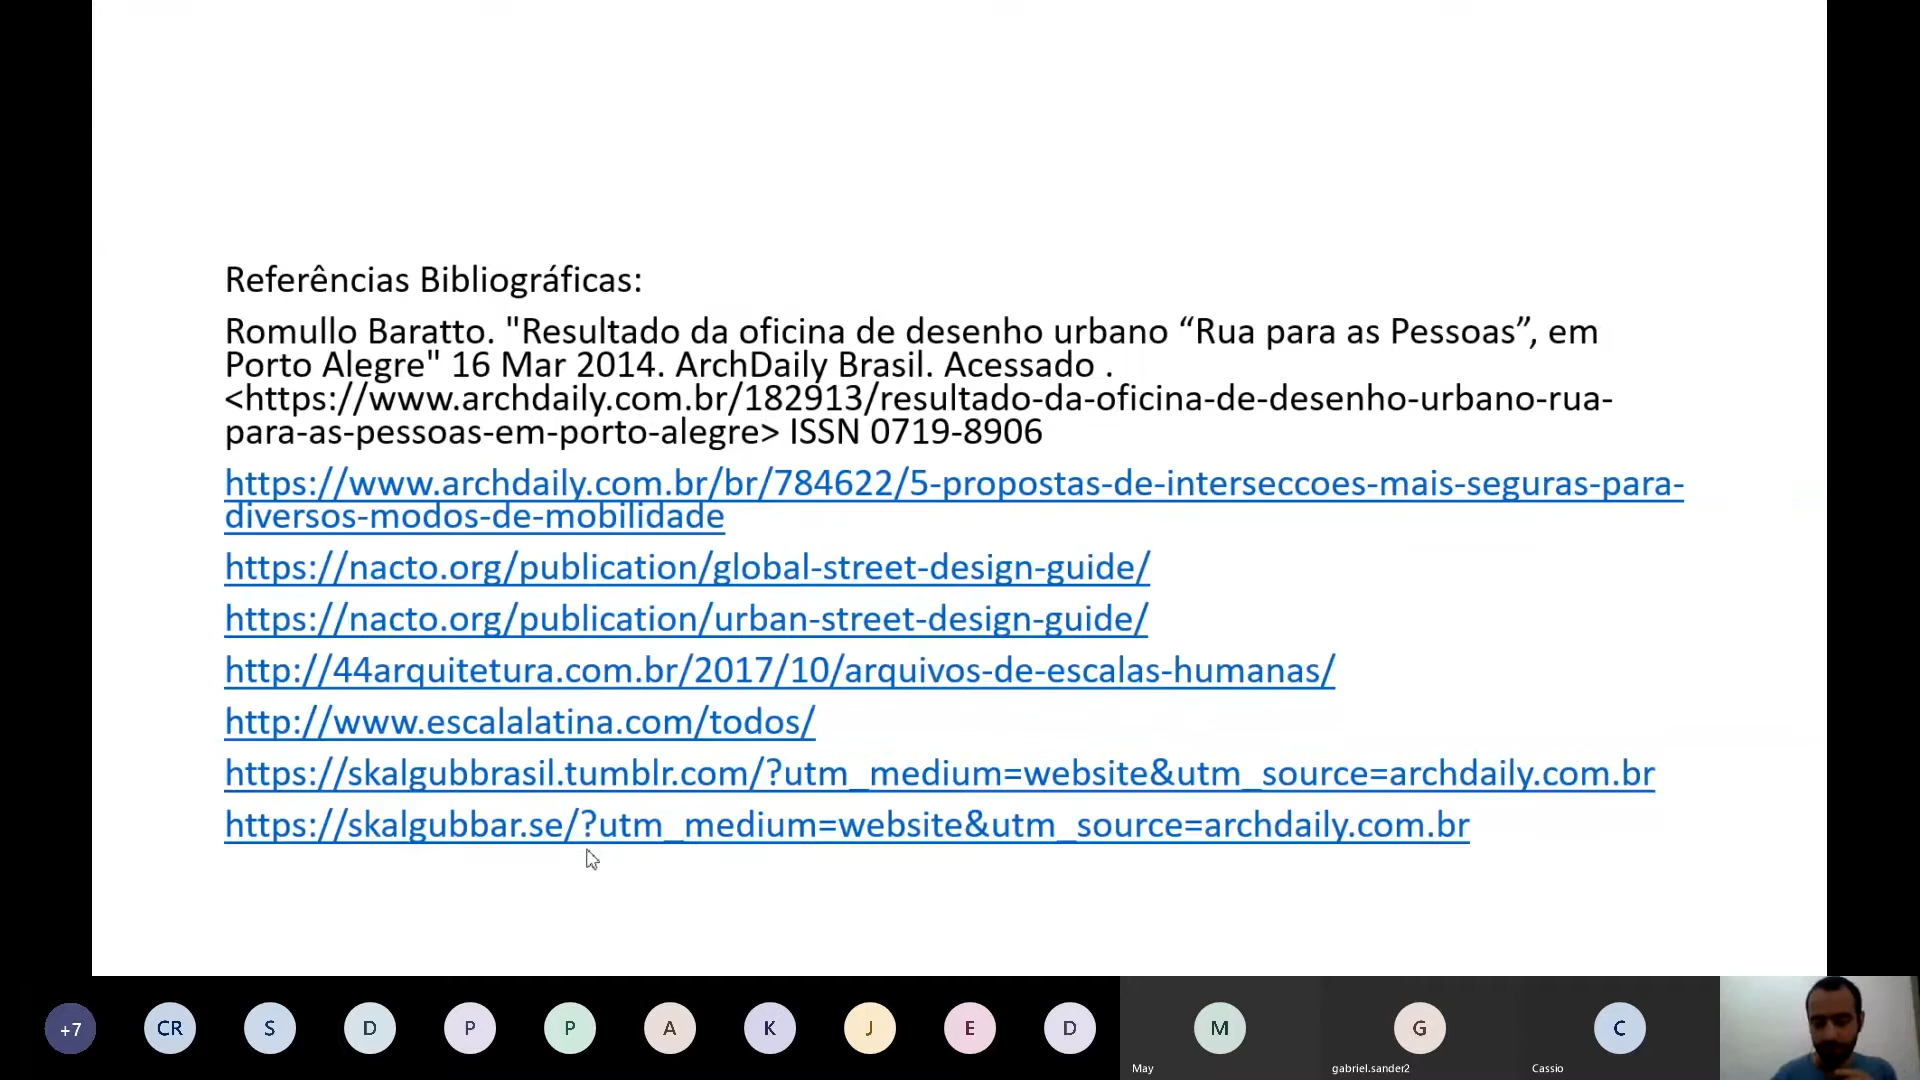 Referências Bibliográficas:
Romullo Baratto. "Resultado da oficina de desenho urbano “Rua para as Pessoas”, em
Porto Alegre" 16 Mar 2014. ArchDaily Brasil. Acessado .
<https://www.archdaily.com.br/182913/resultado-da-oficina-de-desenho-urbano-rua-
para-as-pessoas-em-porto-alegre> ISSN 0719-8906
https://www.archdaily.com.br/br/784622/5-propostas-de-interseccoes-mais-seguras-para-
diversos-modos-de-mobilidade
https://nacto.org/publication/global-street-design-guide/
https://nacto.org/publication/urban-street-design-guide/
http://44arquitetura.com.br/2017/10/arquivos-de-escalas-humanas/
http://www.escalalatina.com/todos/
https://skalgubbrasil.tumblr.com/?utm_medium=website&utm_source=archdaily.com.br
https://skalgubbar.se/?utm_medium=website&utm_source=archdaily.com.br
+7 CR S D P P A K J E D M G C
May gabriel.sander2 Cassio